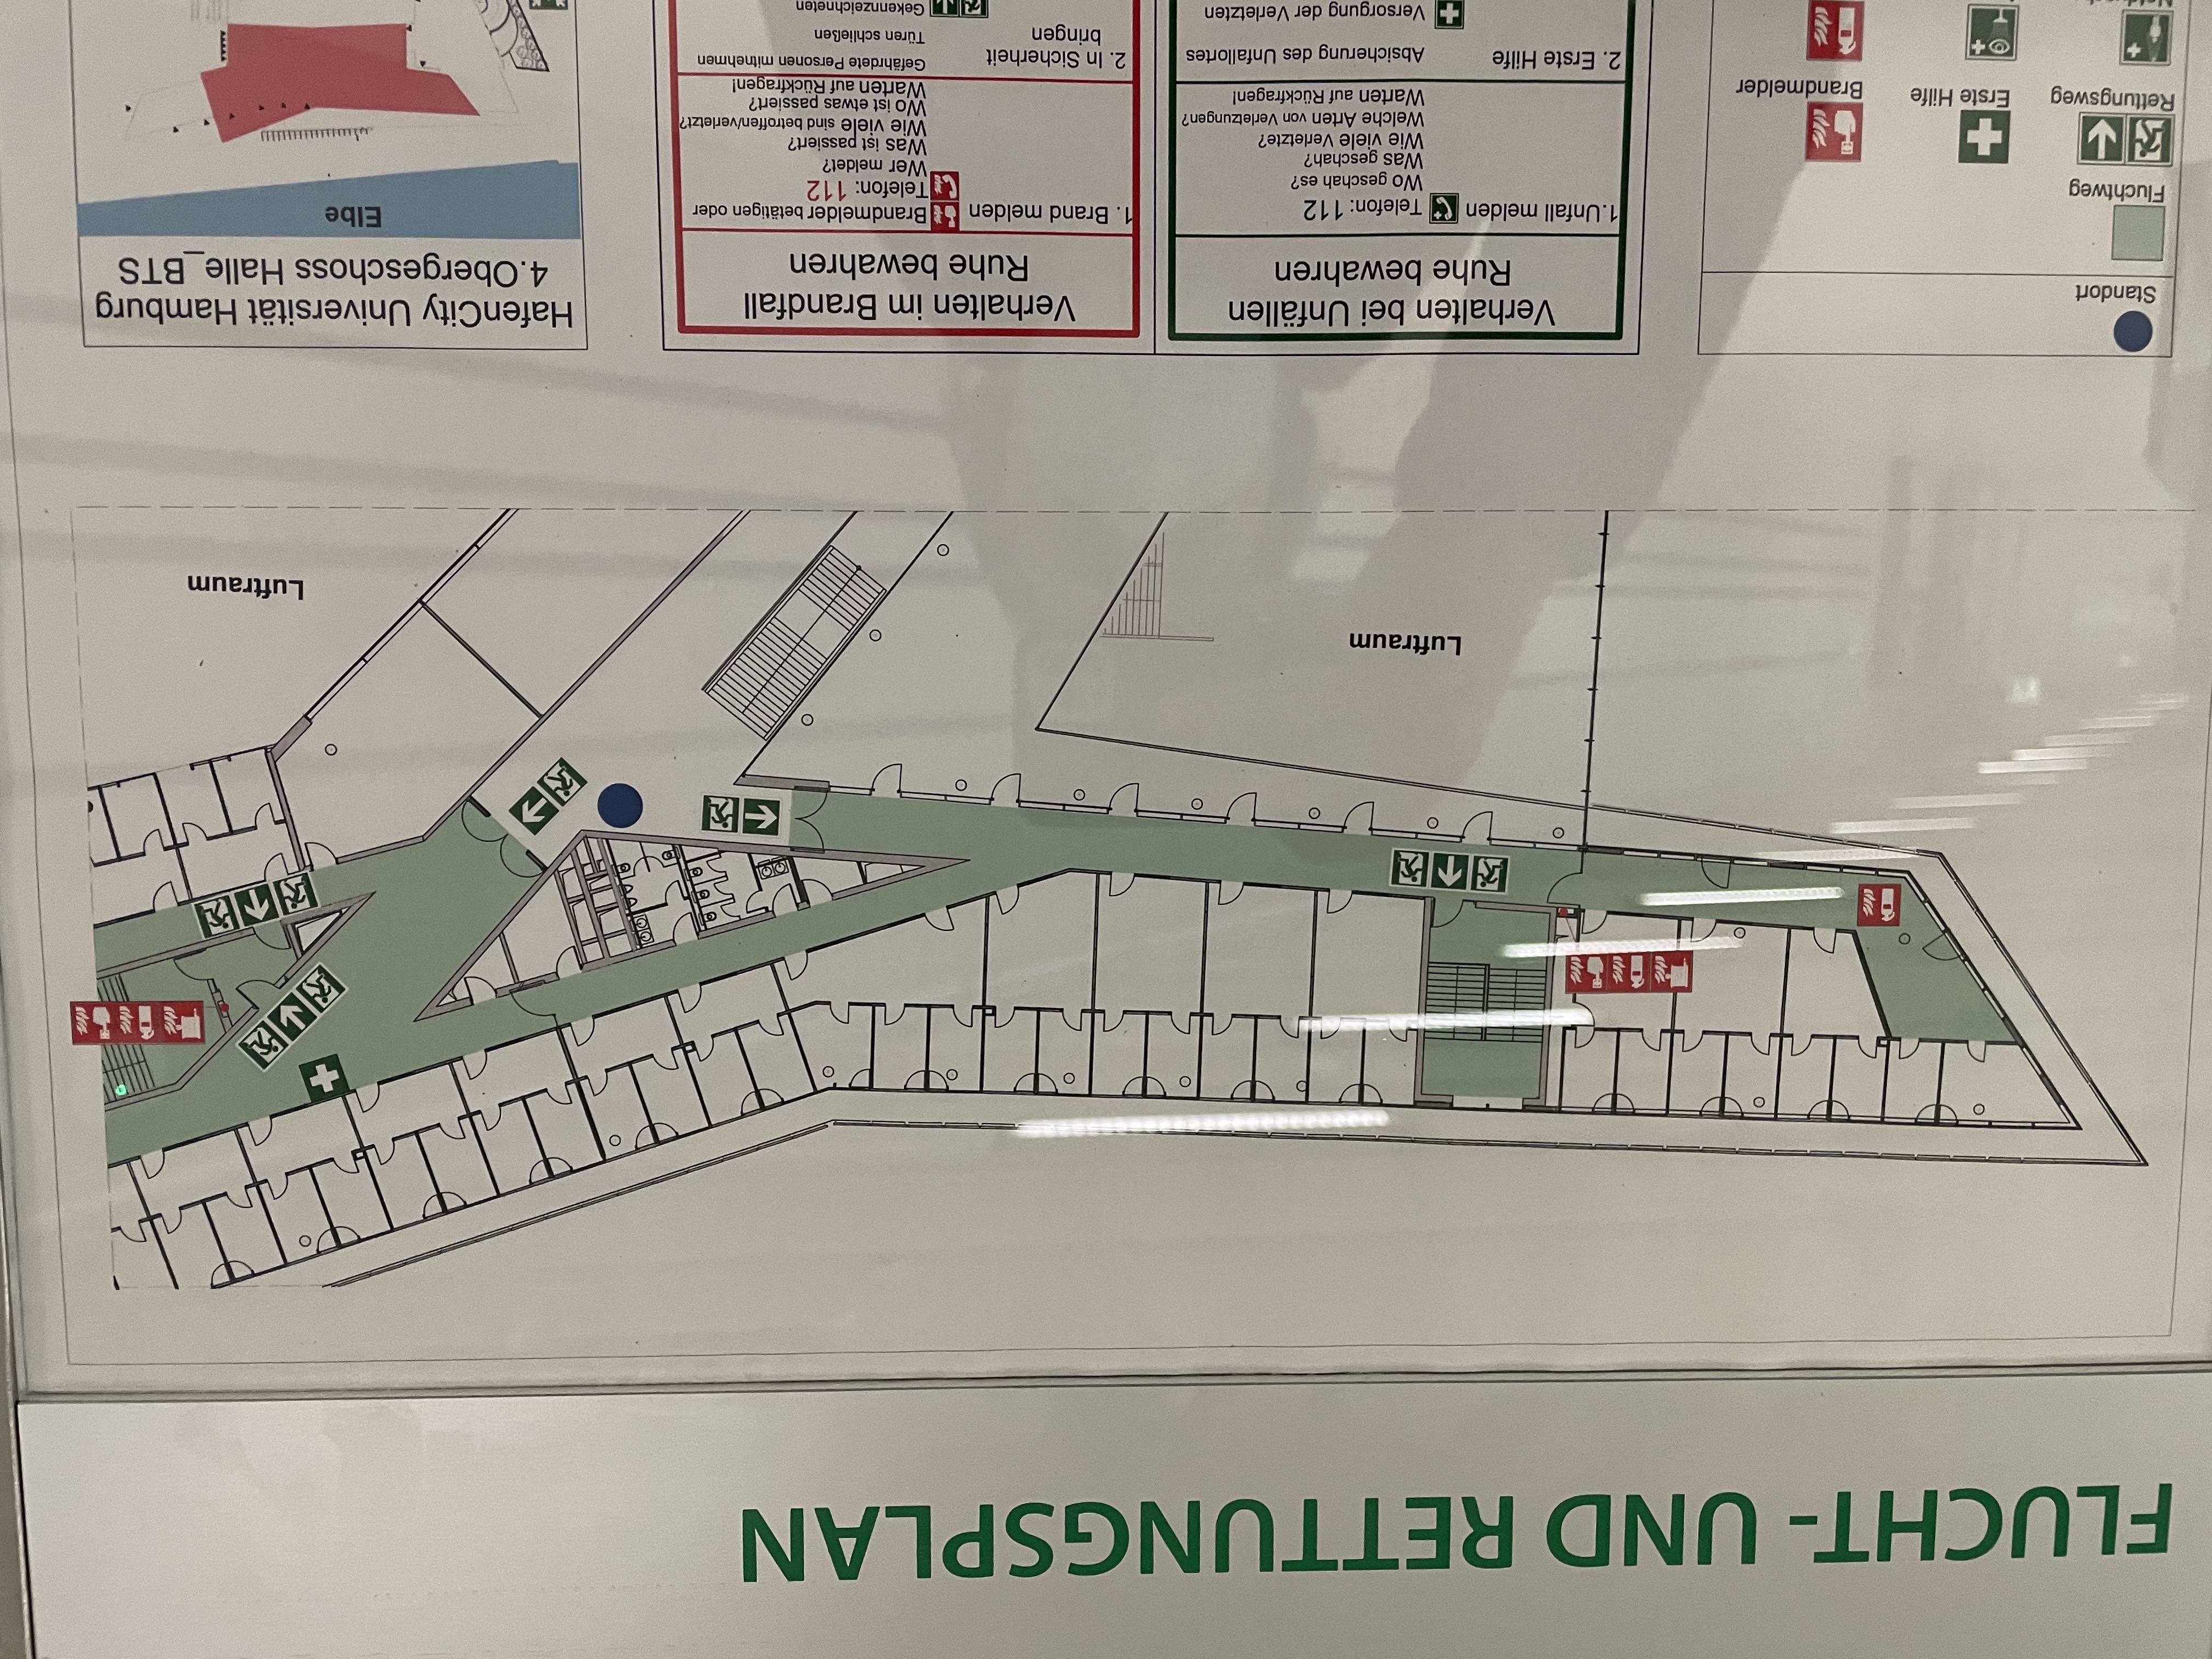 FLUCHT- UND RETTUNGSPLAN
Luftraum
Luftraum
Standort
Fluchtweg
Rettungsweg
Erste Hilfe
Brandmelder
Verhalten bei Unfällen
Ruhe bewahren
1.Unfall melden
Telefon: 112
Wo geschah es?
Was geschah?
Wie viele Verletzte?
Welche Arten von Verletzungen?
Warten auf Rückfragen!
2. Erste Hilfe
Absicherung des Unfallortes
Versorgung der Verletzten
Verhalten im Brandfall
Ruhe bewahren
1. Brand melden
Brandmelder betätigen oder
Telefon: 112
Wer meldet?
Was ist passiert?
Wie viele sind betroffen/verletzt?
Wo ist etwas passiert?
Warten auf Rückfragen!
2. In Sicherheit
bringen
Gefährdete Personen mitnehmen
Türen schließen
Gekennzeichneten
HafenCity Universität Hamburg
4.Obergeschoss Halle_BTS
Elbe